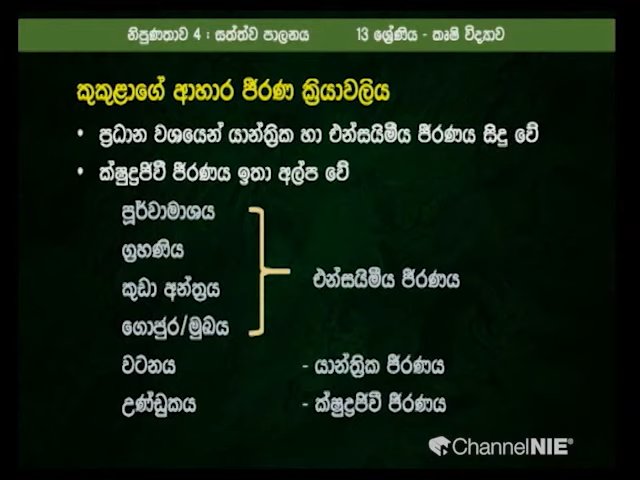 නිපුණතාව 4 : සත්ත්ව පාලනය 13 ශ්‍රේණිය - කෘෂි විද්‍යාව
කුකුළාගේ ආහාර ජීරණ ක්‍රියාවලිය
• ප්‍රධාන වශයෙන් යාන්ත්‍රික හා එන්සයිමීය ජීරණය සිදු වේ
• ක්ෂුද්‍රජීවී ජීරණය ඉතා අල්ප වේ
පූර්වාමාශය
ග්‍රහණිය
කුඩා අන්ත්‍රය
ගොජුර/මුඛය
එන්සයිමීය ජීරණය
වටනය - යාන්ත්‍රික ජීරණය
උණ්ඩුකය - ක්ෂුද්‍රජීවී ජීරණය
ChannelNIE®